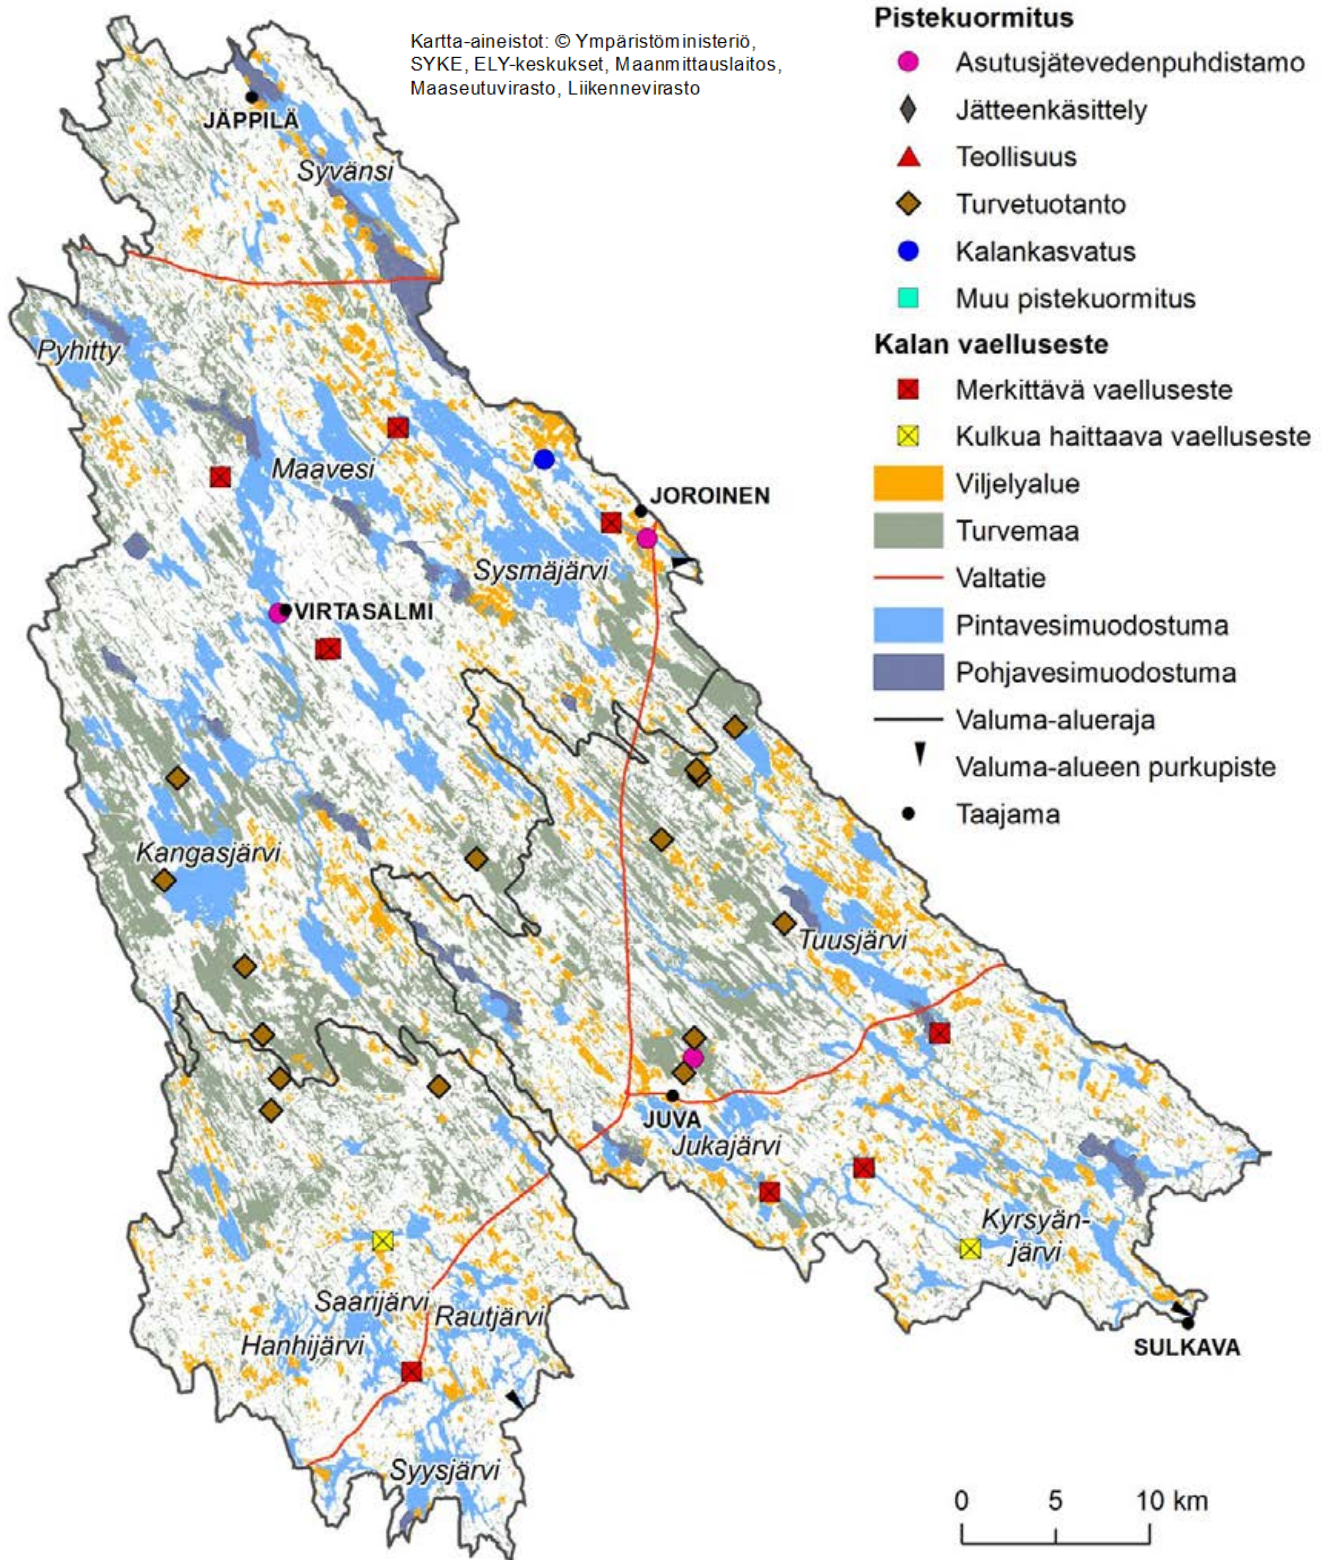 Kartta-aineistot: © Ympäristöministeriö,
SYKE, ELY-keskukset, Maanmittauslaitos,
Maaseutuvirasto, Liikennevirasto
JÄPPILÄ
Syvänsi
Pyhitty
Maavesi
JOROINEN
Sysmäjärvi
VIRTASALMI
Kangasjärvi
Tuusjärvi
JUVA
Jukajärvi
Kyrsyän-
järvi
Saarijärvi
Rautjärvi
Hanhijärvi
SULKAVA
Syysjärvi
Pistekuormitus
Asutusjätevedenpuhdistamo
Jätteenkäsittely
Teollisuus
Turvetuotanto
Kalankasvatus
Muu pistekuormitus
Kalan vaelluseste
Merkittävä vaelluseste
Kulkua haittaava vaelluseste
Viljelyalue
Turvemaa
Valtatie
Pintavesimuodostuma
Pohjavesimuodostuma
Valuma-alueraja
Valuma-alueen purkupiste
Taajama
0 5 10 km